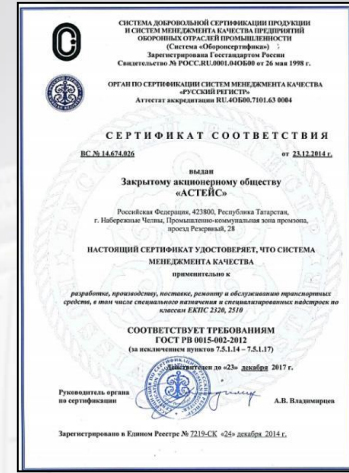 СИСТЕМА ДОБРОВОЛЬНОЙ СЕРТИФИКАЦИИ ПРОДУКЦИИ
И СИСТЕМ МЕНЕДЖМЕНТА КАЧЕСТВА ПРЕДПРИЯТИЙ
ОБОРОННЫХ ОТРАСЛЕЙ ПРОМЫШЛЕННОСТИ
(Система «Оборонсертифика»)
Зарегистрирована Госстандартом России
Свидетельство № РОСС.RU.0001.04ОБ00 от 26 мая 1998 г.
ОРГАН ПО СЕРТИФИКАЦИИ СИСТЕМ МЕНЕДЖМЕНТА КАЧЕСТВА
«РУССКИЙ РЕГИСТР»
Аттестат аккредитации RU.4ОБ00.7101.63 0004
СЕРТИФИКАТ СООТВЕТСТВИЯ
ВС № 14.674.026 от 23.12.2014 г.
выдан
Закрытому акционерному обществу
«АСТЕЙС»
Российская Федерация, 423800, Республика Татарстан,
г. Набережные Челны, Промышленно-коммунальная зона промзона,
проезд Резервный, 28
НАСТОЯЩИЙ СЕРТИФИКАТ УДОСТОВЕРЯЕТ, ЧТО СИСТЕМА
МЕНЕДЖМЕНТА КАЧЕСТВА
применительно к
разработке, производству, поставке, ремонту и обслуживанию транспортных
средств, в том числе специального назначения и специализированных надстроек по
классам ЕКПС 2320, 2510
СООТВЕТСТВУЕТ ТРЕБОВАНИЯМ
ГОСТ РВ 0015-002-2012
(за исключением пунктов 7.5.1.14 – 7.5.1.17)
Действителен до «23» декабря 2017 г.
Руководитель органа
по сертификации А.В. Владимирцев
Зарегистрировано в Едином Реестре № 7219-СК «24» декабря 2014 г.